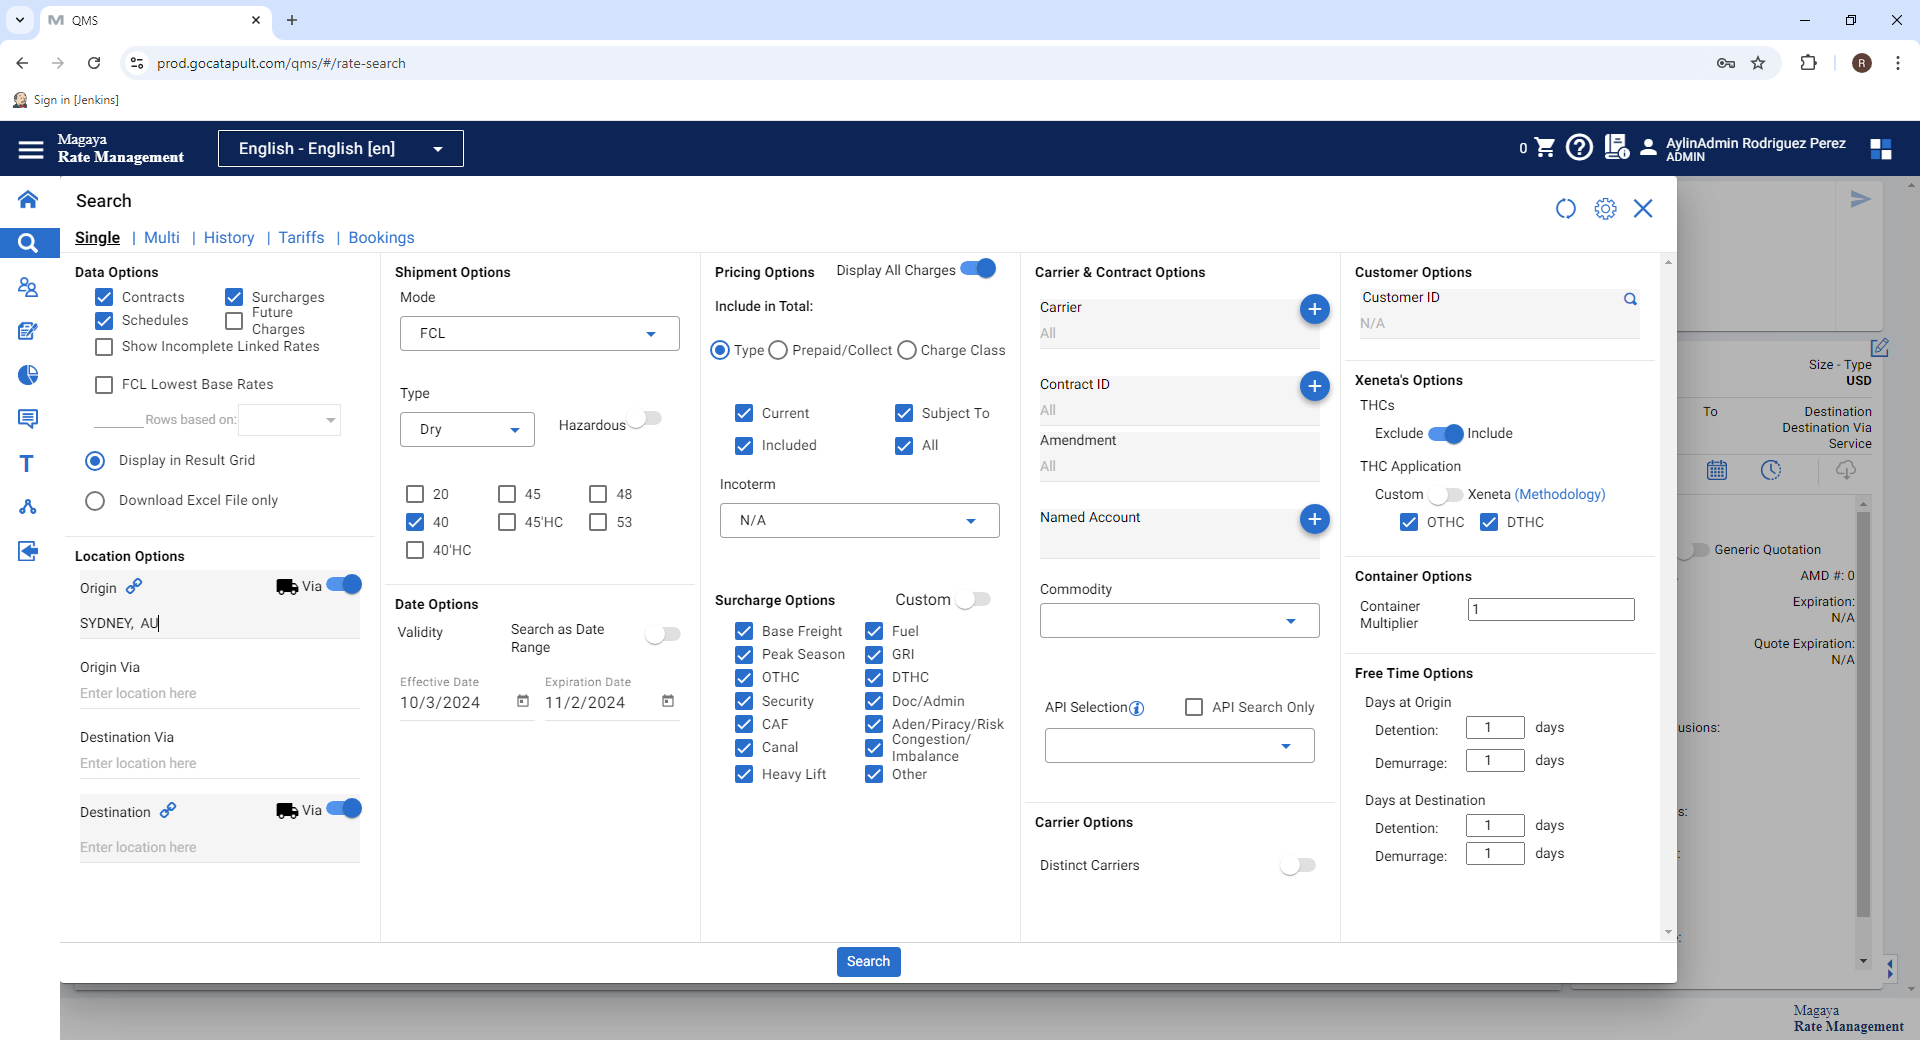 QMS
prod.gocatapult.com/qms/#/rate-search
R
Sign in [Jenkins]
Magaya
Rate Management
English - English [en]
0
AylinAdmin Rodriguez Perez
ADMIN
Search
Single | Multi | History | Tariffs | Bookings
Data Options
Contracts
Surcharges
Schedules
Future Charges
Show Incomplete Linked Rates
FCL Lowest Base Rates
Rows based on:
Display in Result Grid
Download Excel File only
Location Options
Origin
Via
SYDNEY, AU
Origin Via
Enter location here
Destination Via
Enter location here
Destination
Via
Enter location here
Shipment Options
Mode
FCL
Type
Dry
Hazardous
20
45
48
40
45'HC
53
40'HC
Date Options
Validity
Search as Date
Range
Effective Date
10/3/2024
Expiration Date
11/2/2024
Pricing Options
Display All Charges
Include in Total:
Type
Prepaid/Collect
Charge Class
Current
Subject To
Included
All
Incoterm
N/A
Surcharge Options
Custom
Base Freight
Fuel
Peak Season
GRI
OTHC
DTHC
Security
Doc/Admin
CAF
Aden/Piracy/Risk
Canal
Congestion/
Imbalance
Heavy Lift
Other
Carrier & Contract Options
Carrier
All
Contract ID
All
Amendment
All
Named Account
Commodity
API Selection
API Search Only
Carrier Options
Distinct Carriers
Customer Options
Customer ID
N/A
Xeneta's Options
THCs
Exclude
Include
THC Application
Custom
Xeneta (Methodology)
OTHC
DTHC
Container Options
Container
Multiplier
1
Free Time Options
Days at Origin
Detention: 1 days
Demurrage: 1 days
Days at Destination
Detention: 1 days
Demurrage: 1 days
Search
Size - Type
USD
To
Destination
Destination Via
Service
Generic Quotation
AMD #: 0
Expiration:
N/A
Quote Expiration:
N/A
usions:
s:
Magaya
Rate Management